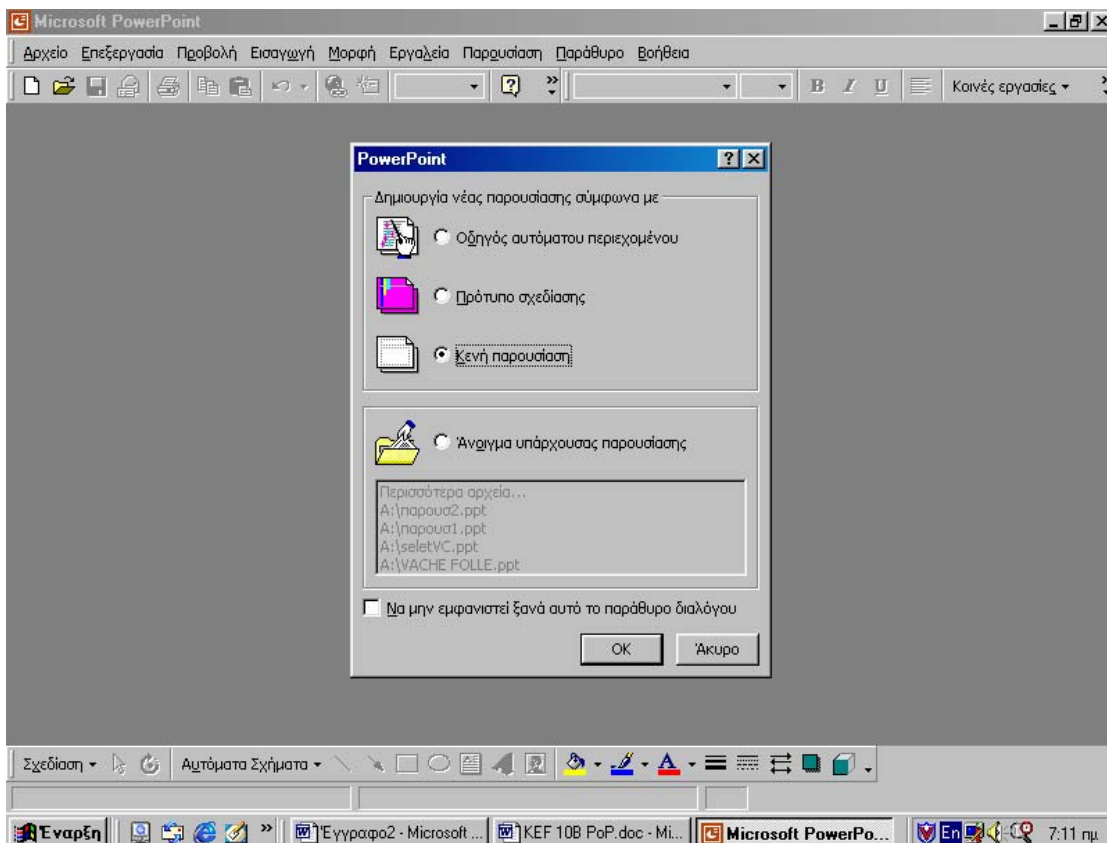 Microsoft PowerPoint
Αρχείο Επεξεργασία Προβολή Εισαγωγή Μορφή Εργαλεία Παρουσίαση Παράθυρο Βοήθεια
B I U Κοινές εργασίες
PowerPoint
Δημιουργία νέας παρουσίασης σύμφωνα με
Οδηγός αυτόματου περιεχομένου
Πρότυπο σχεδίασης
Κενή παρουσίαση
Άνοιγμα υπάρχουσας παρουσίασης
Περισσότερα αρχεία...
A:\παρουσ2.ppt
A:\παρουσ1.ppt
A:\seletVC.ppt
A:\VACHE FOLLE.ppt
Να μην εμφανιστεί ξανά αυτό το παράθυρο διαλόγου
OK Άκυρο
Σχεδίαση Αυτόματα Σχήματα A
Έναρξη » Έγγραφο2 - Microsoft ... KEF 10B PoP.doc - Mi... Microsoft PowerPo... En 7:11 πμ